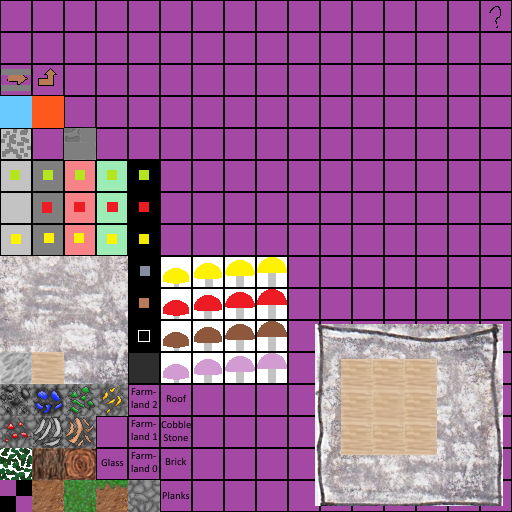 ?
Farm-
land 2
Roof
Farm-
land 1
Cobble
Stone
Glass
Farm-
land 0
Brick
Planks